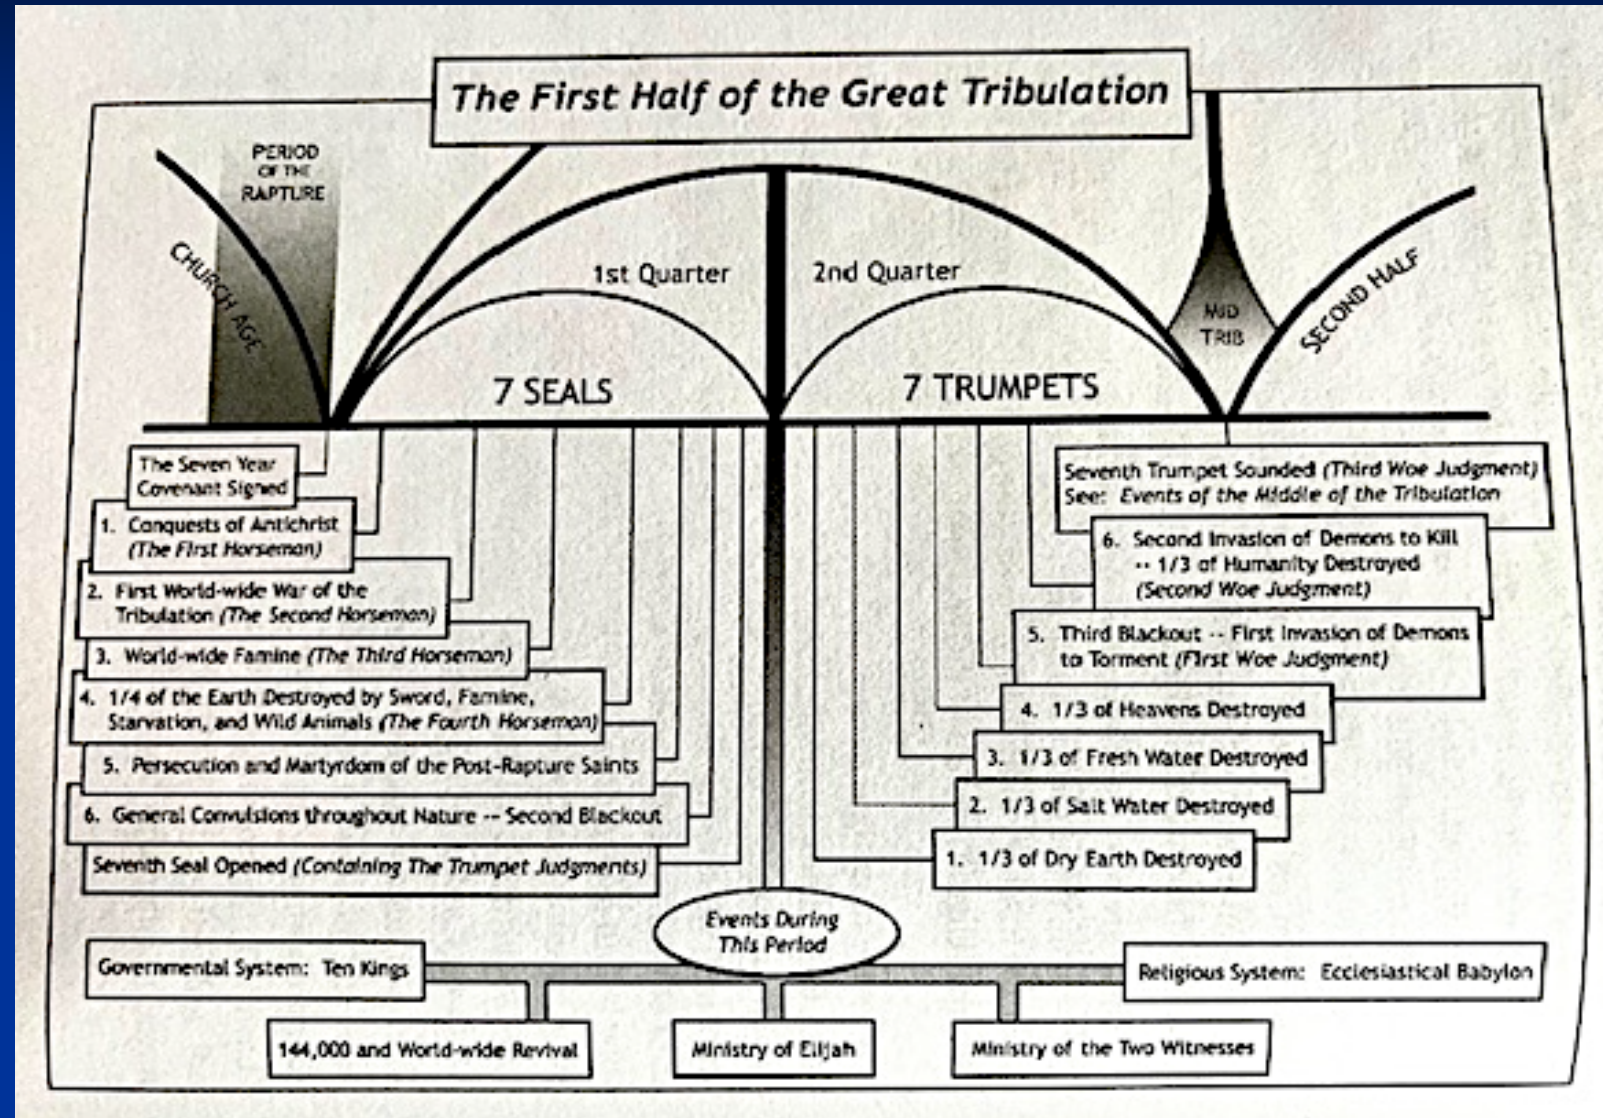 The First Half of the Great Tribulation
PERIOD
OF THE
RAPTURE
CHURCH AGE
1st Quarter
2nd Quarter
MID
TRIB
SECOND HALF
7 SEALS
7 TRUMPETS
The Seven Year
Covenant Signed
1. Conquests of Antichrist
(The First Horseman)
2. First World-wide War of the
Tribulation (The Second Horseman)
3. World-wide Famine (The Third Horseman)
4. 1/4 of the Earth Destroyed by Sword, Famine,
Starvation, and Wild Animals (The Fourth Horseman)
5. Persecution and Martyrdom of the Post-Rapture Saints
6. General Convulsions throughout Nature -- Second Blackout
Seventh Seal Opened (Containing The Trumpet Judgments)
Seventh Trumpet Sounded (Third Woe Judgment)
See: Events of the Middle of the Tribulation
6. Second Invasion of Demons to Kill
-- 1/3 of Humanity Destroyed
(Second Woe Judgment)
5. Third Blackout -- First Invasion of Demons
to Torment (First Woe Judgment)
4. 1/3 of Heavens Destroyed
3. 1/3 of Fresh Water Destroyed
2. 1/3 of Salt Water Destroyed
1. 1/3 of Dry Earth Destroyed
Events During
This Period
Governmental System: Ten Kings
Religious System: Ecclesiastical Babylon
144,000 and World-wide Revival
Ministry of Elijah
Ministry of the Two Witnesses